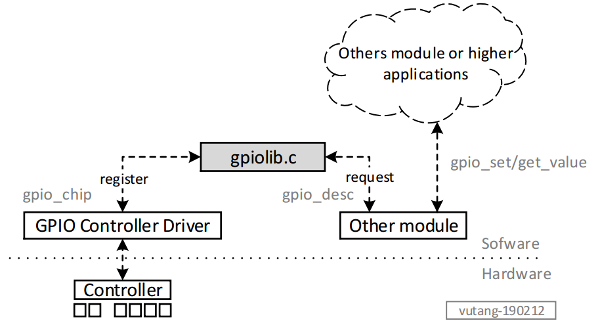 Others module or higher
applications
gpiolib.c
gpio_set/get_value
register
request
gpio_chip
gpio_desc
GPIO Controller Driver
Other module
Sofware
Hardware
Controller
vutang-190212